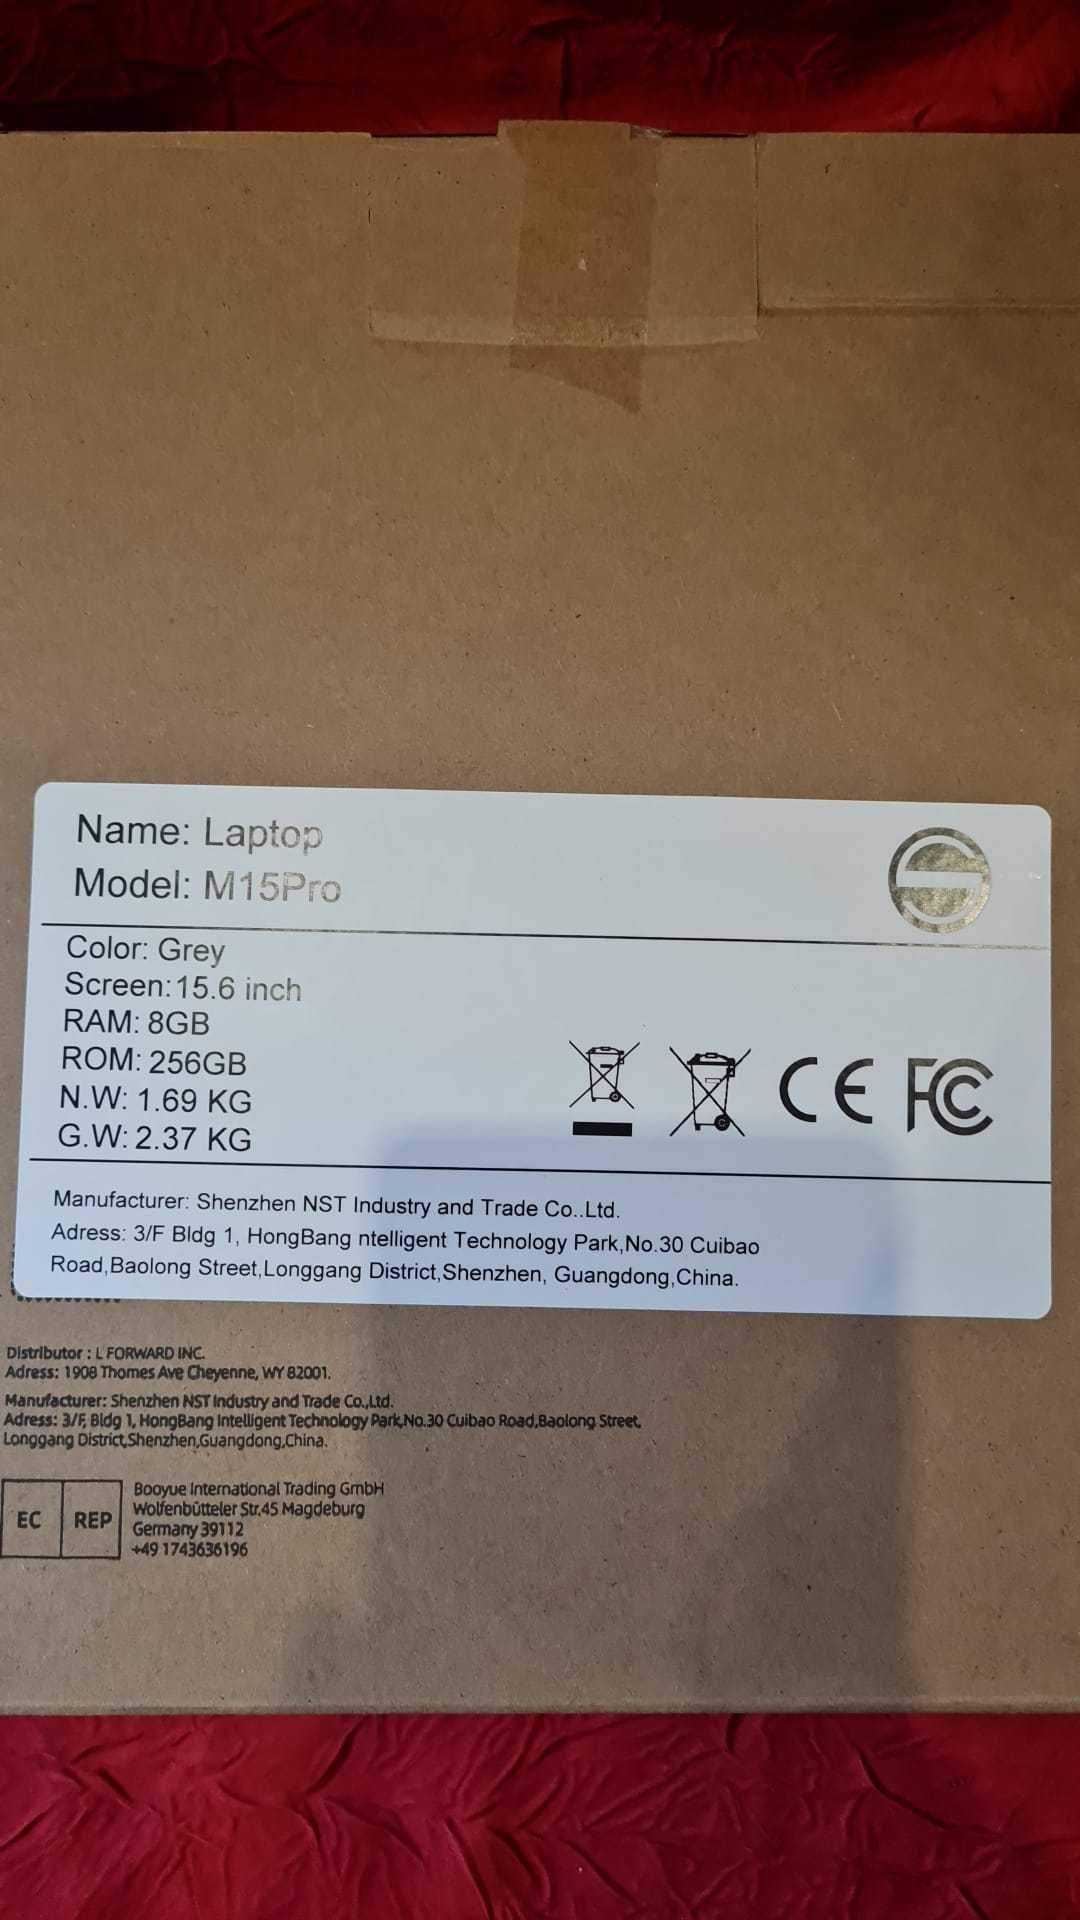 Name: Laptop
Model: M15Pro
Color: Grey
Screen:15.6 inch
RAM: 8GB
ROM: 256GB
N.W: 1.69 KG
G.W: 2.37 KG
CE FC
Manufacturer: Shenzhen NST Industry and Trade Co..Ltd.
Adress: 3/F Bldg 1, HongBang ntelligent Technology Park,No.30 Cuibao
Road,Baolong Street,Longgang District,Shenzhen, Guangdong,China.
Distributor : L FORWARD INC.
Adress: 1908 Thomes Ave Cheyenne, WY 82001.
Manufacturer: Shenzhen NST Industry and Trade Co.,Ltd.
Adress: 3/F, Bldg 1, HongBang Intelligent Technology Park,No.30 Cuibao Road,Baolong Street,
Longgang District,Shenzhen,Guangdong,China.
EC REP
Booyue International Trading GmbH
Wolfenbütteler Str.45 Magdeburg
Germany 39112
+49 1743636196